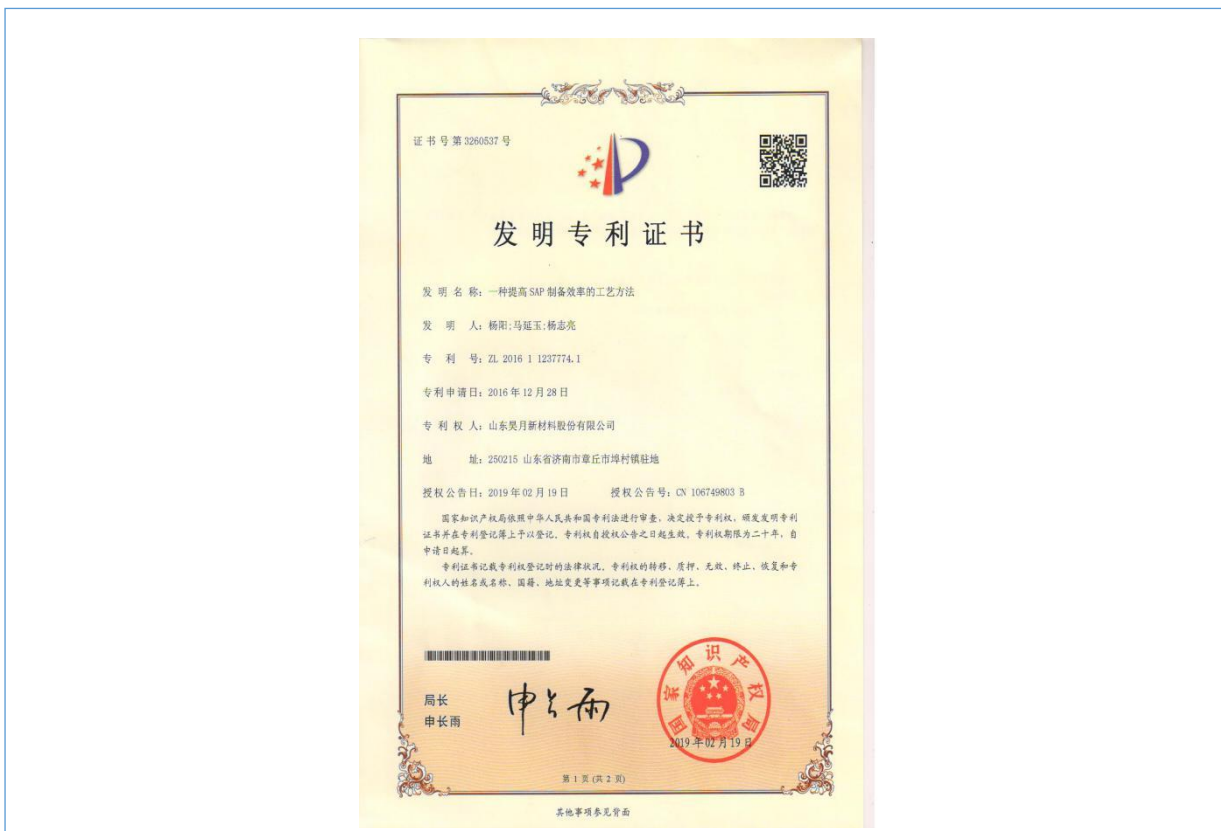 证书号第3260537号
发明专利证书
发 明 名 称：一种提高 SAP 制备效率的工艺方法
发 明 人：杨阳;马延玉;杨志亮
专 利 号：ZL 2016 1 1237774.1
专利申请日：2016年12月28日
专 利 权 人：山东昊月新材料股份有限公司
地 址：250215 山东省济南市章丘市埠村镇驻地
授权公告日：2019年02月19日 授权公告号：CN 106749803 B
国家知识产权局依照中华人民共和国专利法进行审查，决定授予专利权，颁发发明专利
证书并在专利登记簿上予以登记。专利权自授权公告之日起生效。专利权期限为二十年，自
申请日起算。
专利证书记载专利权登记时的法律状况。专利权的转移、质押、无效、终止、恢复和专
利权人的姓名或名称、国籍、地址变更等事项记载在专利登记簿上。
局长
申长雨
申长雨
国家知识产权局
2019年02月19日
第 1 页 (共 2 页)
其他事项参见背面